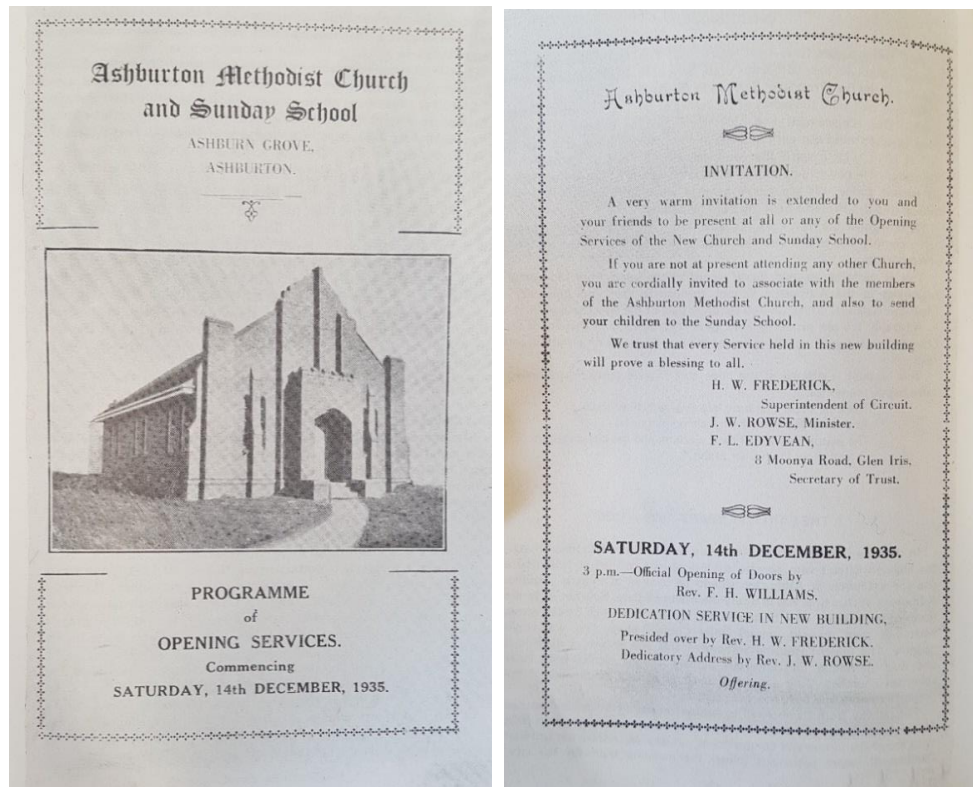 Ashburton Methodist Church
and Sunday School
ASHBURN GROVE,
ASHBURTON.
PROGRAMME
of
OPENING SERVICES.
Commencing
SATURDAY, 14th DECEMBER, 1935.
Ashburton Methodist Church.
INVITATION.
A very warm invitation is extended to you and
your friends to be present at all or any of the Opening
Services of the New Church and Sunday School.
If you are not at present attending any other Church,
you are cordially invited to associate with the members
of the Ashburton Methodist Church, and also to send
your children to the Sunday School.
We trust that every Service held in this new building
will prove a blessing to all.
H. W. FREDERICK,
Superintendent of Circuit.
J. W. ROWSE, Minister.
F. L. EDYVEAN,
8 Moonya Road, Glen Iris,
Secretary of Trust.
SATURDAY, 14th DECEMBER, 1935.
3 p.m.—Official Opening of Doors by
Rev. F. H. WILLIAMS.
DEDICATION SERVICE IN NEW BUILDING,
Presided over by Rev. H. W. FREDERICK.
Dedicatory Address by Rev. J. W. ROWSE.
Offering.